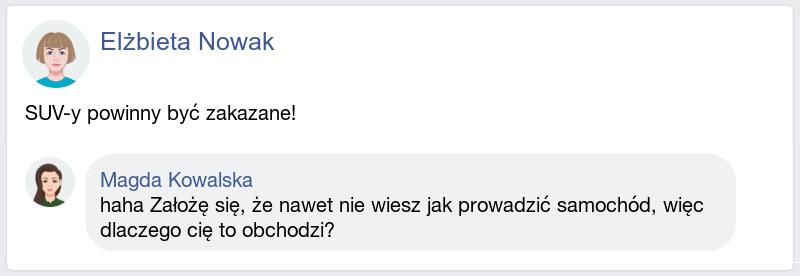 Elżbieta Nowak
SUV-y powinny być zakazane!
Magda Kowalska
haha Założę się, że nawet nie wiesz jak prowadzić samochód, więc
dlaczego cię to obchodzi?